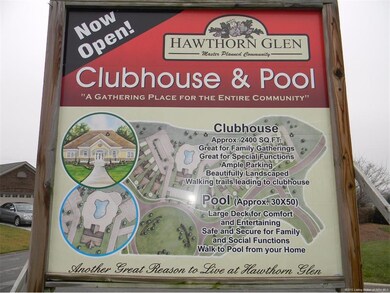 Now
Open!
HAWTHORN GLEN
Master Planned Community
Clubhouse & Pool
"A GATHERING PLACE FOR THE ENTIRE COMMUNITY"
Clubhouse
Approx. 2400 SQ FT
Great for Family Gatherings
Great for Special Functions
Ample Parking
Beautifully Landscaped
Walking trails leading to clubhouse
Pool (Approx. 30X50)
Large Deck for Comfort
and Entertaining
Safe and Secure for Family
and Social Functions
Walk to Pool from your Home
Another Great Reason to Live at Hawthorn Glen